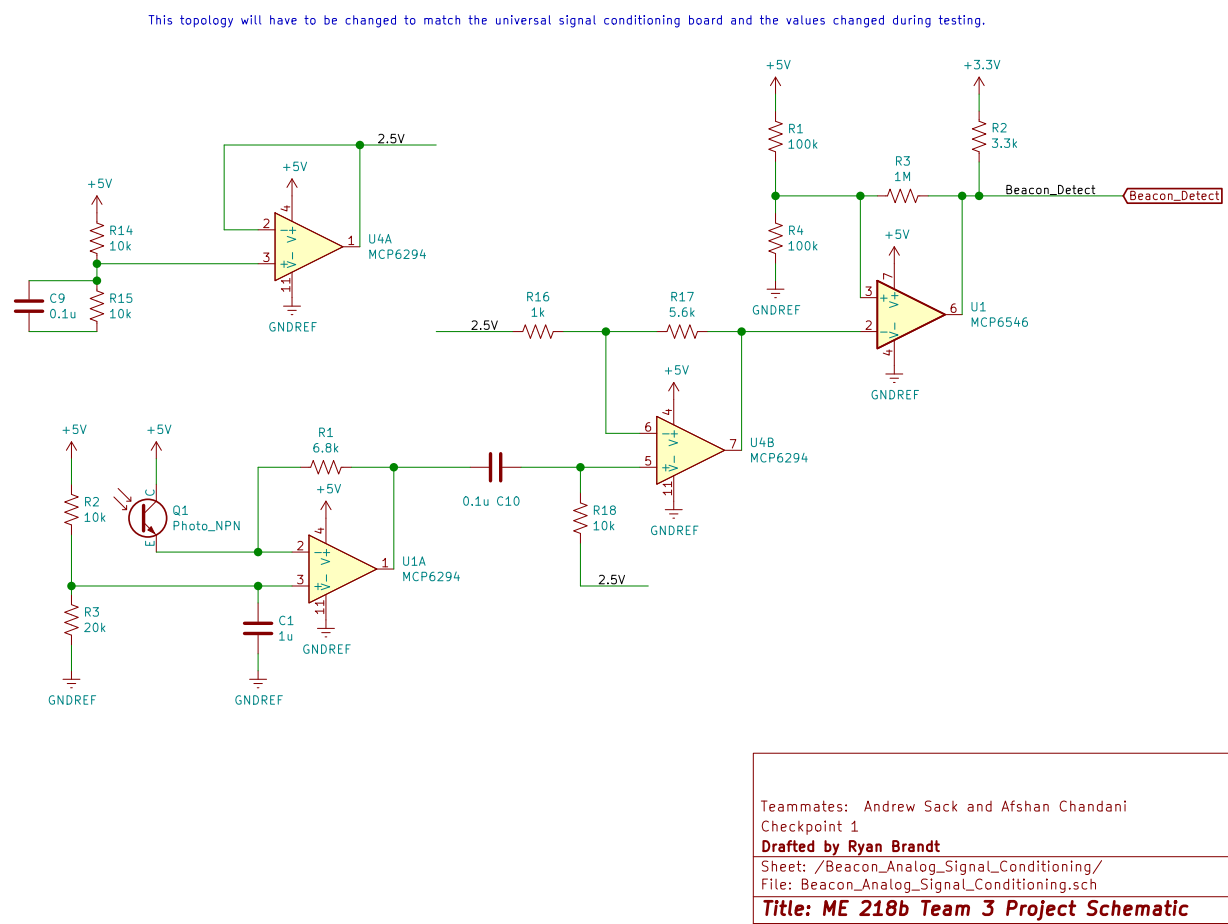 This topology will have to be changed to match the universal signal conditioning board and the values changed during testing.
+5V
R14
10k
C9
0.1u
R15
10k
+5V
2.5V
4
2
3
1
11
V+
V-
U4A
MCP6294
GNDREF
+5V
R1
100k
R4
100k
GNDREF
+3.3V
R2
3.3k
R3
1M
Beacon_Detect
Beacon_Detect
+5V
7
3
2
6
4
V+
V-
U1
MCP6546
GNDREF
2.5V
R16
1k
R17
5.6k
+5V
4
6
5
7
11
V+
V-
U4B
MCP6294
GNDREF
+5V
R2
10k
R3
20k
GNDREF
+5V
C
E
Q1
Photo_NPN
R1
6.8k
+5V
4
2
3
1
11
V+
V-
U1A
MCP6294
GNDREF
C1
1u
GNDREF
0.1u C10
R18
10k
2.5V
Teammates: Andrew Sack and Afshan Chandani
Checkpoint 1
Drafted by Ryan Brandt
Sheet: /Beacon_Analog_Signal_Conditioning/
File: Beacon_Analog_Signal_Conditioning.sch
Title: ME 218b Team 3 Project Schematic